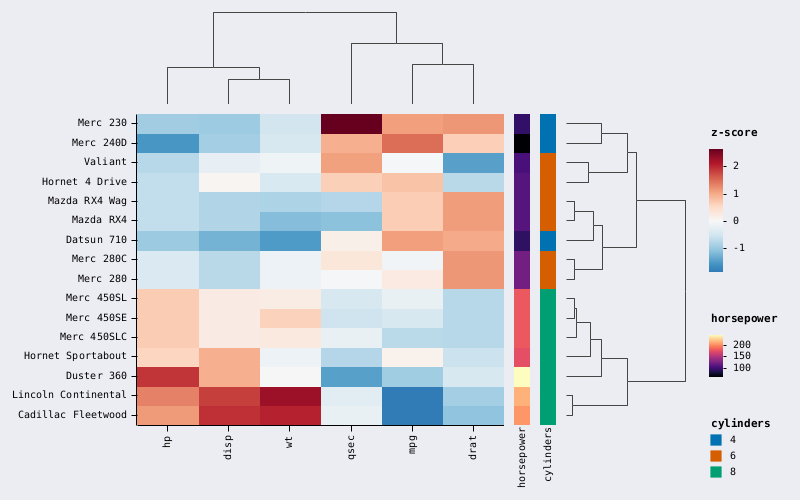 Merc 230
Merc 240D
Valiant
Hornet 4 Drive
Mazda RX4 Wag
Mazda RX4
Datsun 710
Merc 280C
Merc 280
Merc 450SL
Merc 450SE
Merc 450SLC
Hornet Sportabout
Duster 360
Lincoln Continental
Cadillac Fleetwood
hp
disp
wt
qsec
mpg
drat
horsepower
cylinders
z-score
2
1
0
-1
horsepower
200
150
100
cylinders
4
6
8